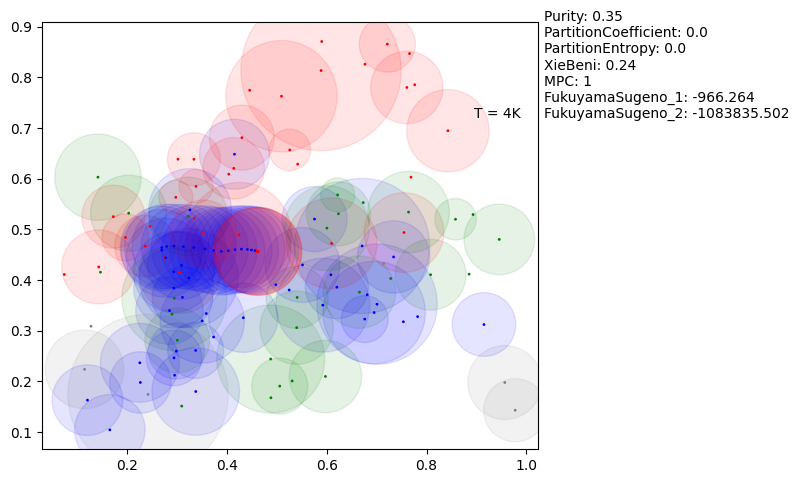 Purity: 0.35
PartitionCoefficient: 0.0
PartitionEntropy: 0.0
XieBeni: 0.24
MPC: 1
FukuyamaSugeno_1: -966.264
FukuyamaSugeno_2: -1083835.502
T = 4K
0.9
0.8
0.7
0.6
0.5
0.4
0.3
0.2
0.1
0.2 0.4 0.6 0.8 1.0